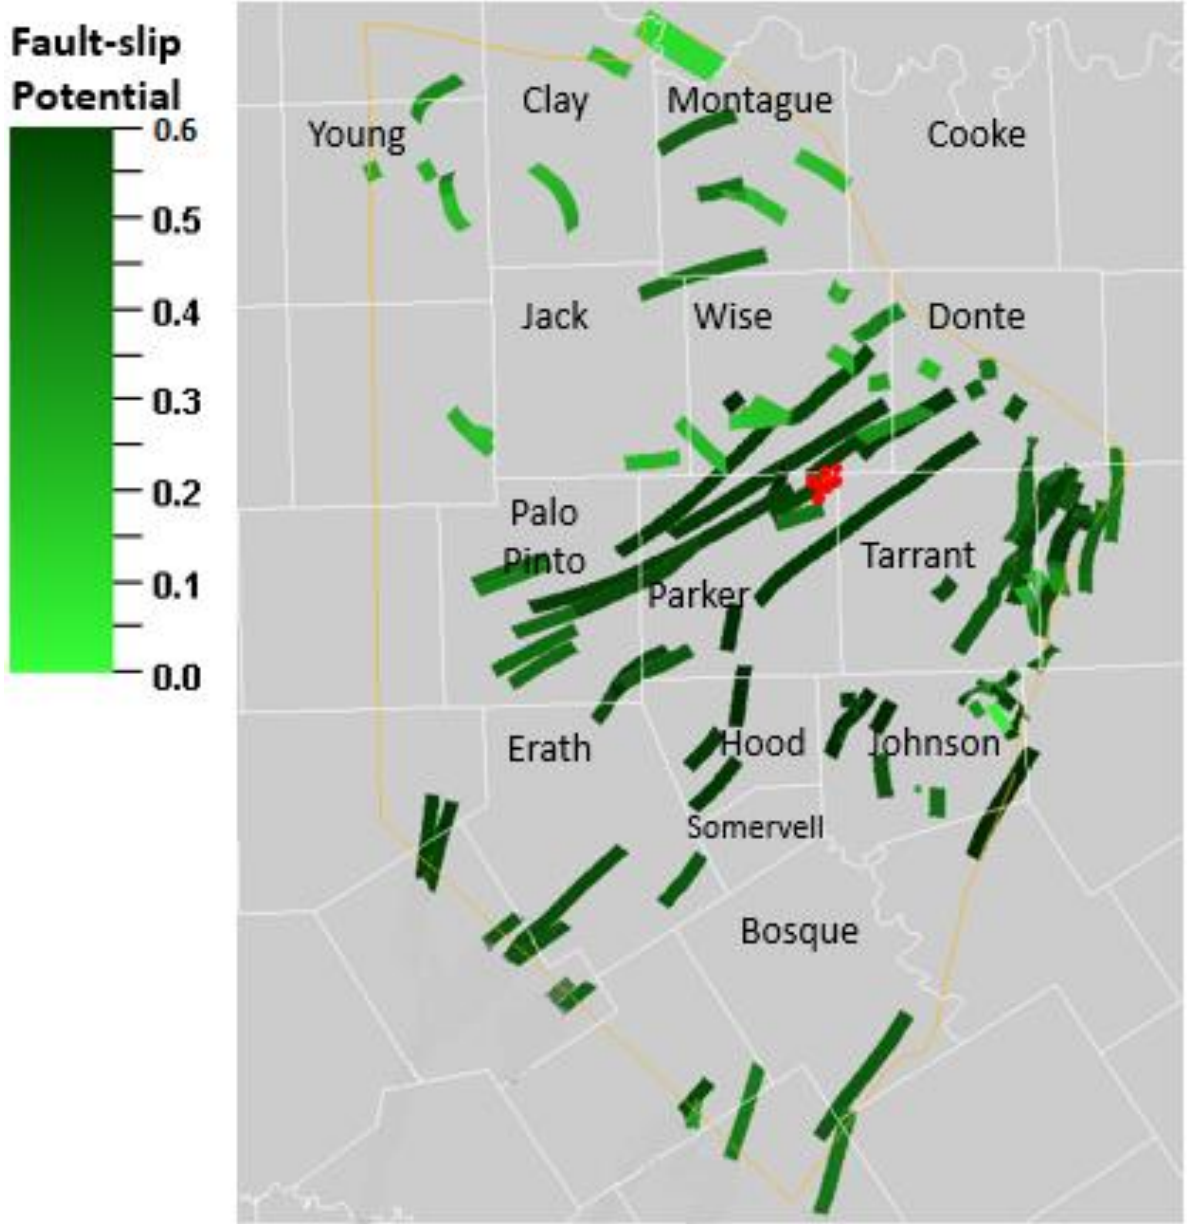 Fault-slip
Potential
0.6
0.5
0.4
0.3
0.2
0.1
0.0
Clay
Montague
Young
Cooke
Jack
Wise
Donte
Palo
Pinto
Tarrant
Parker
Erath
Hood
Johnson
Somervell
Bosque